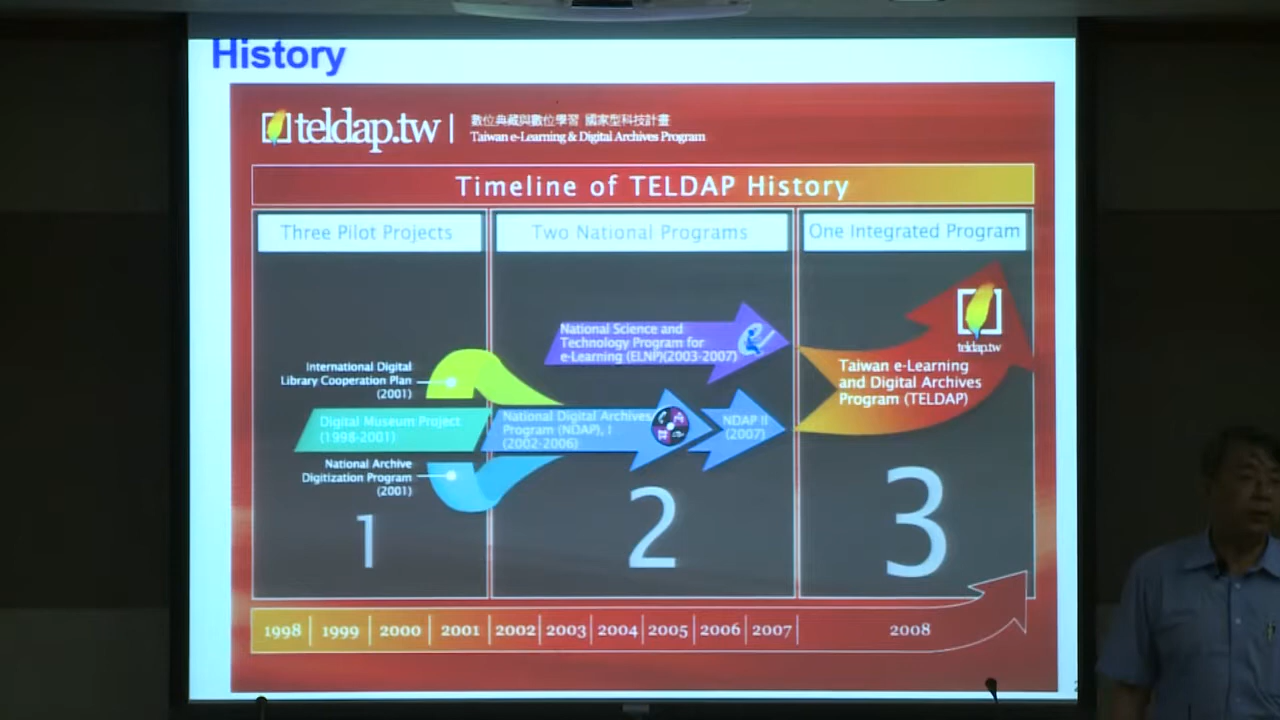 History
teldap.tw
數位典藏與數位學習 國家型科技計畫
Taiwan e-Learning & Digital Archives Program
Timeline of TELDAP History
Three Pilot Projects
Two National Programs
One Integrated Program
National Science and
Technology Program for
e-Learning (ELNP)(2003-2007)
teldap.tw
International Digital
Library Cooperation Plan
(2001)
Taiwan e-Learning
and Digital Archives
Program (TELDAP)
Digital Museum Project
(1998-2001)
National Digital Archives
Program (NDAP), I
(2002-2006)
NDAP II
(2007)
National Archive
Digitization Program
(2001)
1
2
3
1998 1999 2000 2001 2002 2003 2004 2005 2006 2007 2008